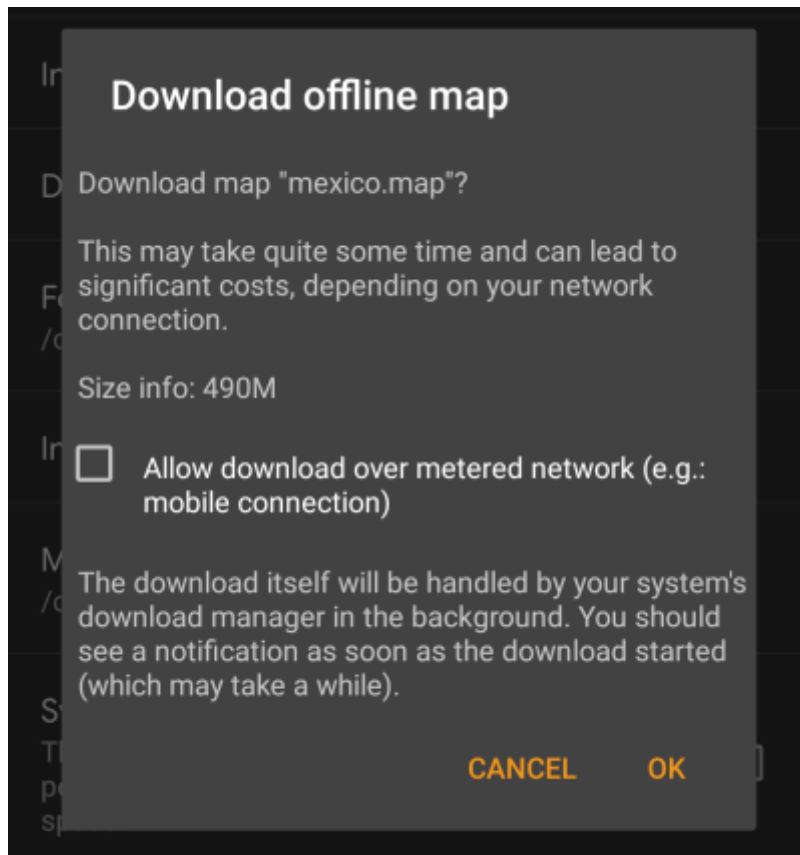 Download offline map
Download map "mexico.map"?
This may take quite some time and can lead to
significant costs, depending on your network
connection.
Size info: 490M
Allow download over metered network (e.g.:
mobile connection)
The download itself will be handled by your system's
download manager in the background. You should
see a notification as soon as the download started
(which may take a while).
CANCEL OK